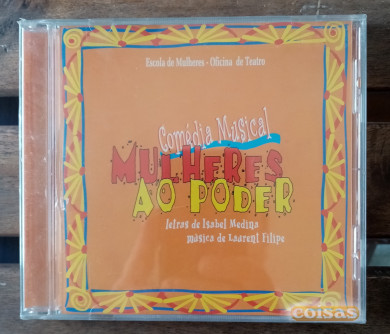 Escola de Mulheres - Oficina de Teatro
Comédia Musical
MULHERES
AO PODER
letras de Isabel Medina
música de Laurent Filipe
coisas